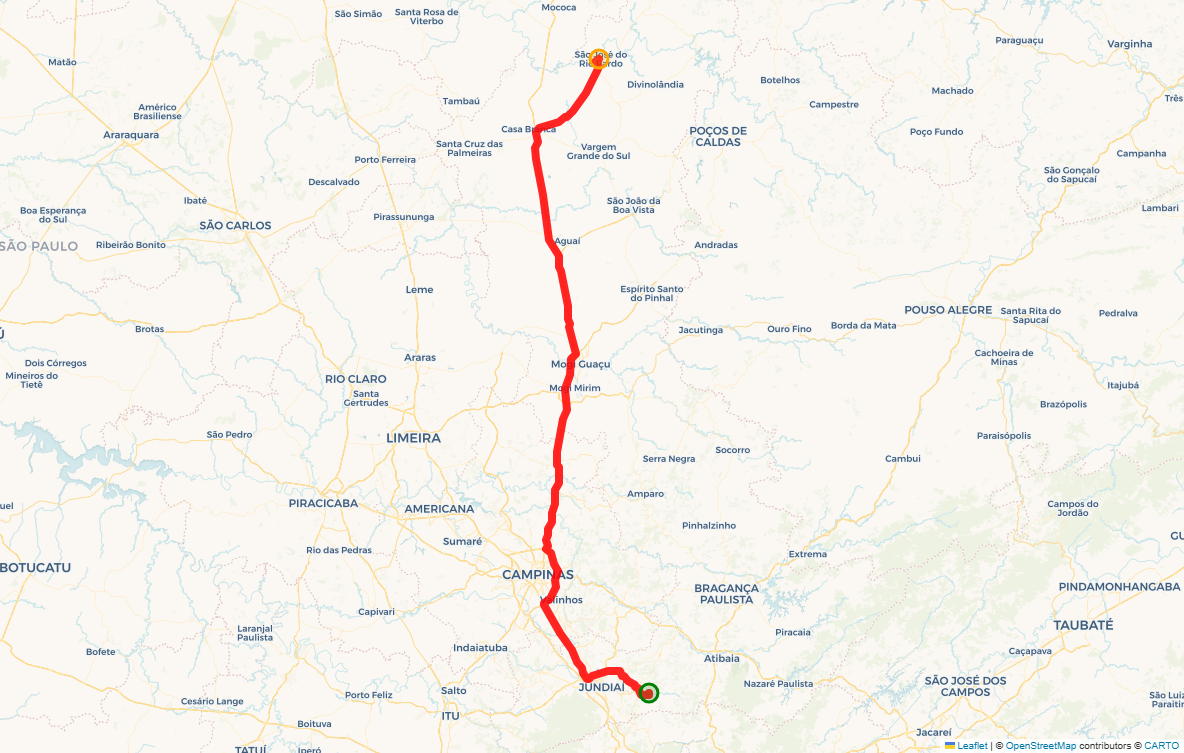 Mococa
São Simão
Santa Rosa de
Viterbo
Paraguaçu
Varginha
Matão
São José do
Rio Pardo
Divinolândia
Botelhos
Machado
Três
Tambaú
Campestre
Américo
Brasiliense
Araraquara
Casa Branca
POÇOS DE
CALDAS
Poço Fundo
Santa Cruz das
Palmeiras
Vargem
Grande do Sul
Campanha
Porto Ferreira
Descalvado
São Gonçalo
do Sapucaí
Ibaté
São João da
Boa Vista
Lambari
Boa Esperança
do Sul
Pirassununga
SÃO CARLOS
SÃO PAULO
Ribeirão Bonito
Aguaí
Andradas
Leme
Espírito Santo
do Pinhal
POUSO ALEGRE
Santa Rita do
Sapucaí
Pedralva
Brotas
Jacutinga
Ouro Fino
Borda da Mata
Araras
Cachoeira de
Minas
Dois Córregos
Mogi Guaçu
Mineiros do
Tietê
RIO CLARO
Mogi Mirim
Itajubá
Santa
Gertrudes
Brazópolis
São Pedro
LIMEIRA
Paraisópolis
Socorro
Serra Negra
Cambui
Amparo
PIRACICABA
AMERICANA
Campos do
Jordão
uel
Pinhalzinho
GU
Sumaré
Rio das Pedras
Extrema
BOTUCATU
CAMPINAS
BRAGANÇA
PAULISTA
PINDAMONHANGABA
Valinhos
Capivari
TAUBATÉ
Laranjal
Paulista
Piracaia
Bofete
Indaiatuba
Caçapava
Atibaia
JUNDIAÍ
Nazaré Paulista
SÃO JOSÉ DOS
CAMPOS
Porto Feliz
Salto
São Luiz
Paraitin
Cesário Lange
ITU
Boituva
Jacareí
TATUÍ
Iperó
Leaflet | © OpenStreetMap contributors © CARTO